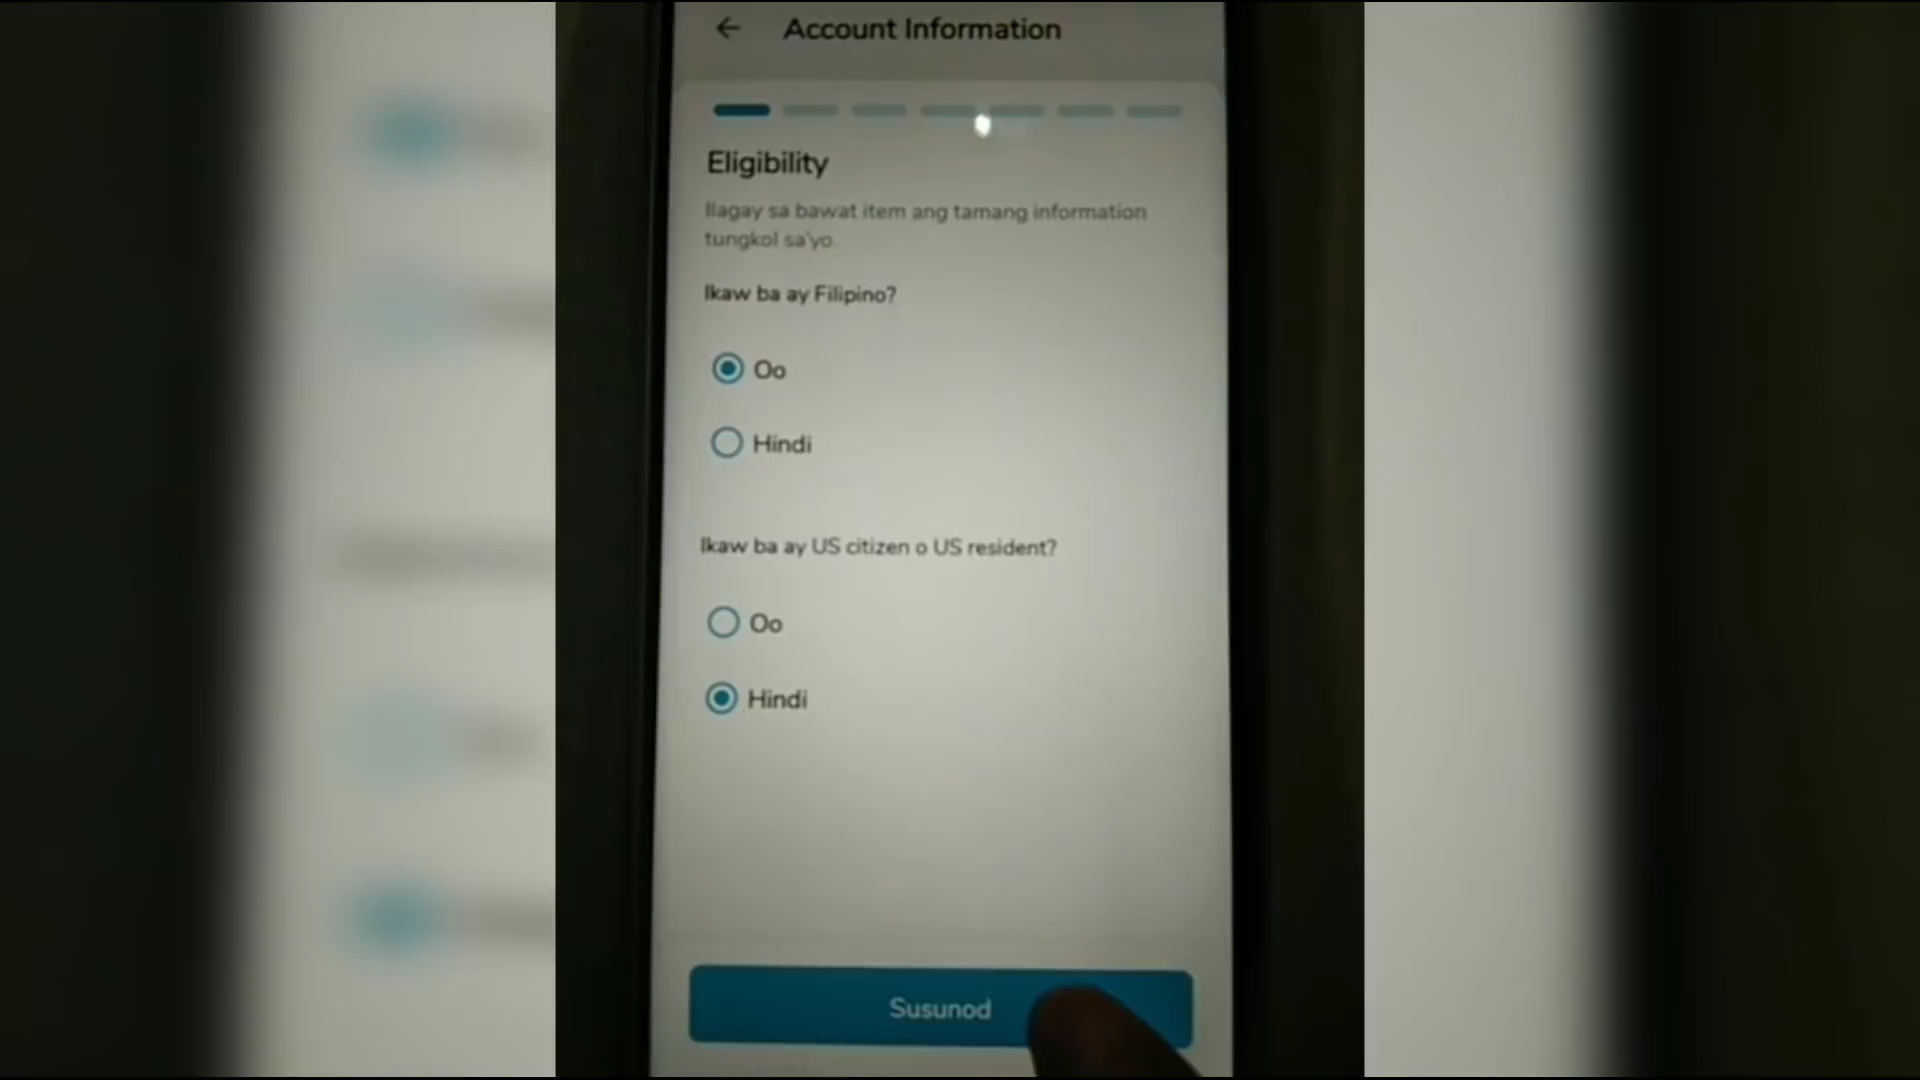 Account Information
Eligibility
Ilagay sa bawat item ang tamang information
tungkol sa'yo.
Ikaw ba ay Filipino?
Oo
Hindi
Ikaw ba ay US citizen o US resident?
Oo
Hindi
Susunod